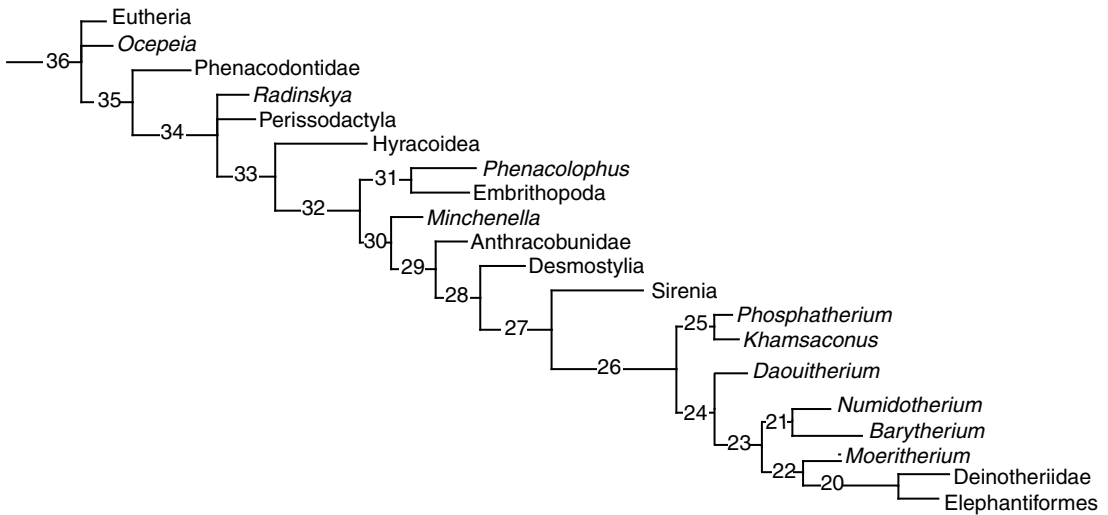 Eutheria
36
Ocepeia
Phenacodontidae
35
Radinskya
Perissodactyla
34
Hyracoidea
33
Phenacolophus
31
Embrithopoda
32
Minchenella
30
Anthracobunidae
29
Desmostylia
28
Sirenia
27
Phosphatherium
25
Khamsaconus
26
Daouitherium
24
Numidotherium
21
Barytherium
23
Moeritherium
22
Deinotheriidae
20
Elephantiformes